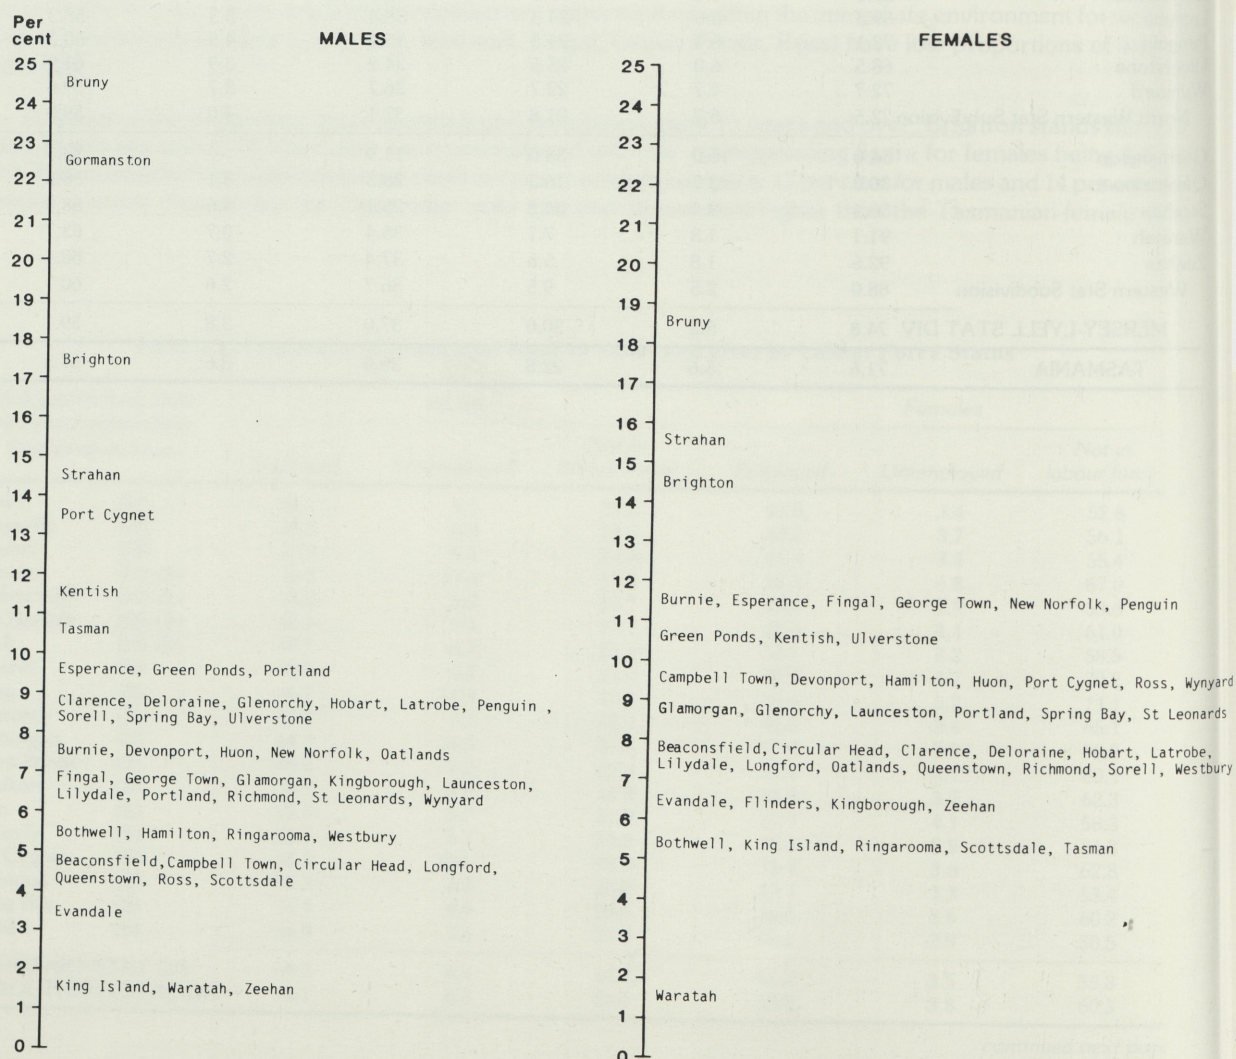 Per
cent
MALES
25
Bruny
24
23
Gormanston
22
21
20
19
18
Brighton
17
16
15
Strahan
14
Port Cygnet
13
12
Kentish
11
Tasman
10
Esperance, Green Ponds, Portland
9
Clarence, Deloraine, Glenorchy, Hobart, Latrobe, Penguin ,
Sorell, Spring Bay, Ulverstone
8
Burnie, Devonport, Huon, New Norfolk, Oatlands
7
Fingal, George Town, Glamorgan, Kingborough, Launceston,
Lilydale, Portland, Richmond, St Leonards, Wynyard
6
Bothwell, Hamilton, Ringarooma, Westbury
5
Beaconsfield,Campbell Town, Circular Head, Longford,
Queenstown, Ross, Scottsdale
4
Evandale
3
2
King Island, Waratah, Zeehan
1
0
FEMALES
25
24
23
22
21
20
19
Bruny
18
17
16
Strahan
15
Brighton
14
13
12
Burnie, Esperance, Fingal, George Town, New Norfolk, Penguin
11
Green Ponds, Kentish, Ulverstone
10
Campbell Town, Devonport, Hamilton, Huon, Port Cygnet, Ross, Wynyard
9
Glamorgan, Glenorchy, Launceston, Portland, Spring Bay, St Leonards
8
Beaconsfield,Circular Head, Clarence, Deloraine, Hobart, Latrobe,
Lilydale, Longford, Oatlands, Queenstown, Richmond, Sorell, Westbury
7
Evandale, Flinders, Kingborough, Zeehan
6
Bothwell, King Island, Ringarooma, Scottsdale, Tasman
5
4
3
2
Waratah
1
0